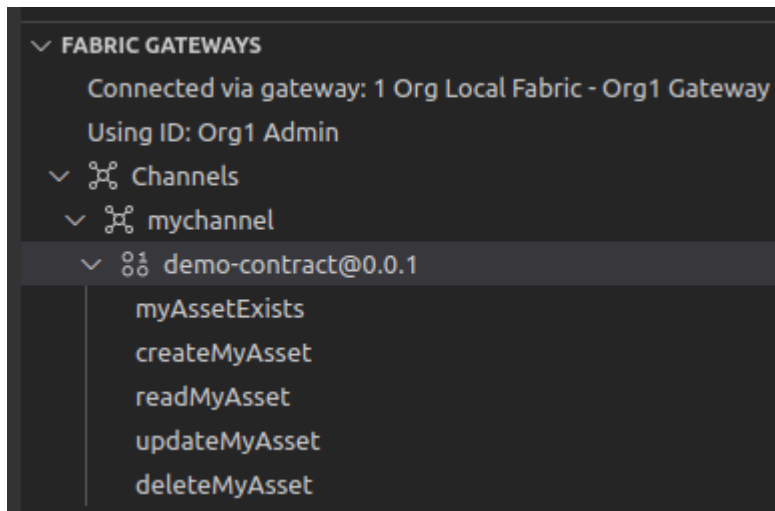 FABRIC GATEWAYS
Connected via gateway: 1 Org Local Fabric - Org1 Gateway
Using ID: Org1 Admin
Channels
mychannel
demo-contract@0.0.1
myAssetExists
createMyAsset
readMyAsset
updateMyAsset
deleteMyAsset